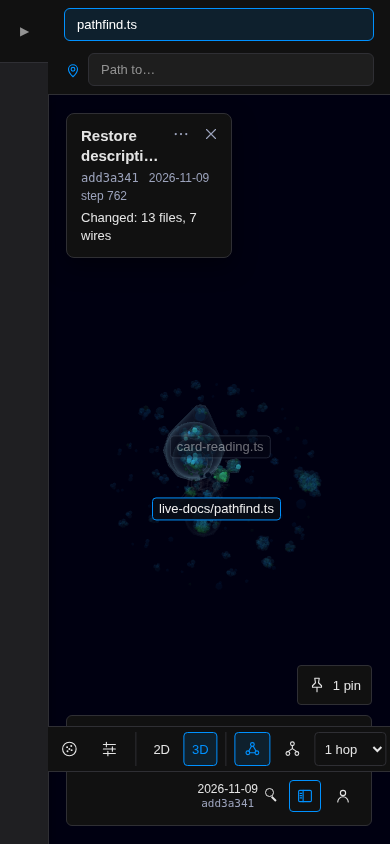 pathfind.ts
Path to…
Restore
descripti…
add3a341 2026-11-09
step 762
Changed: 13 files, 7
wires
card-reading.ts
live-docs/pathfind.ts
1 pin
2D
3D
1 hop
2026-11-09
add3a341